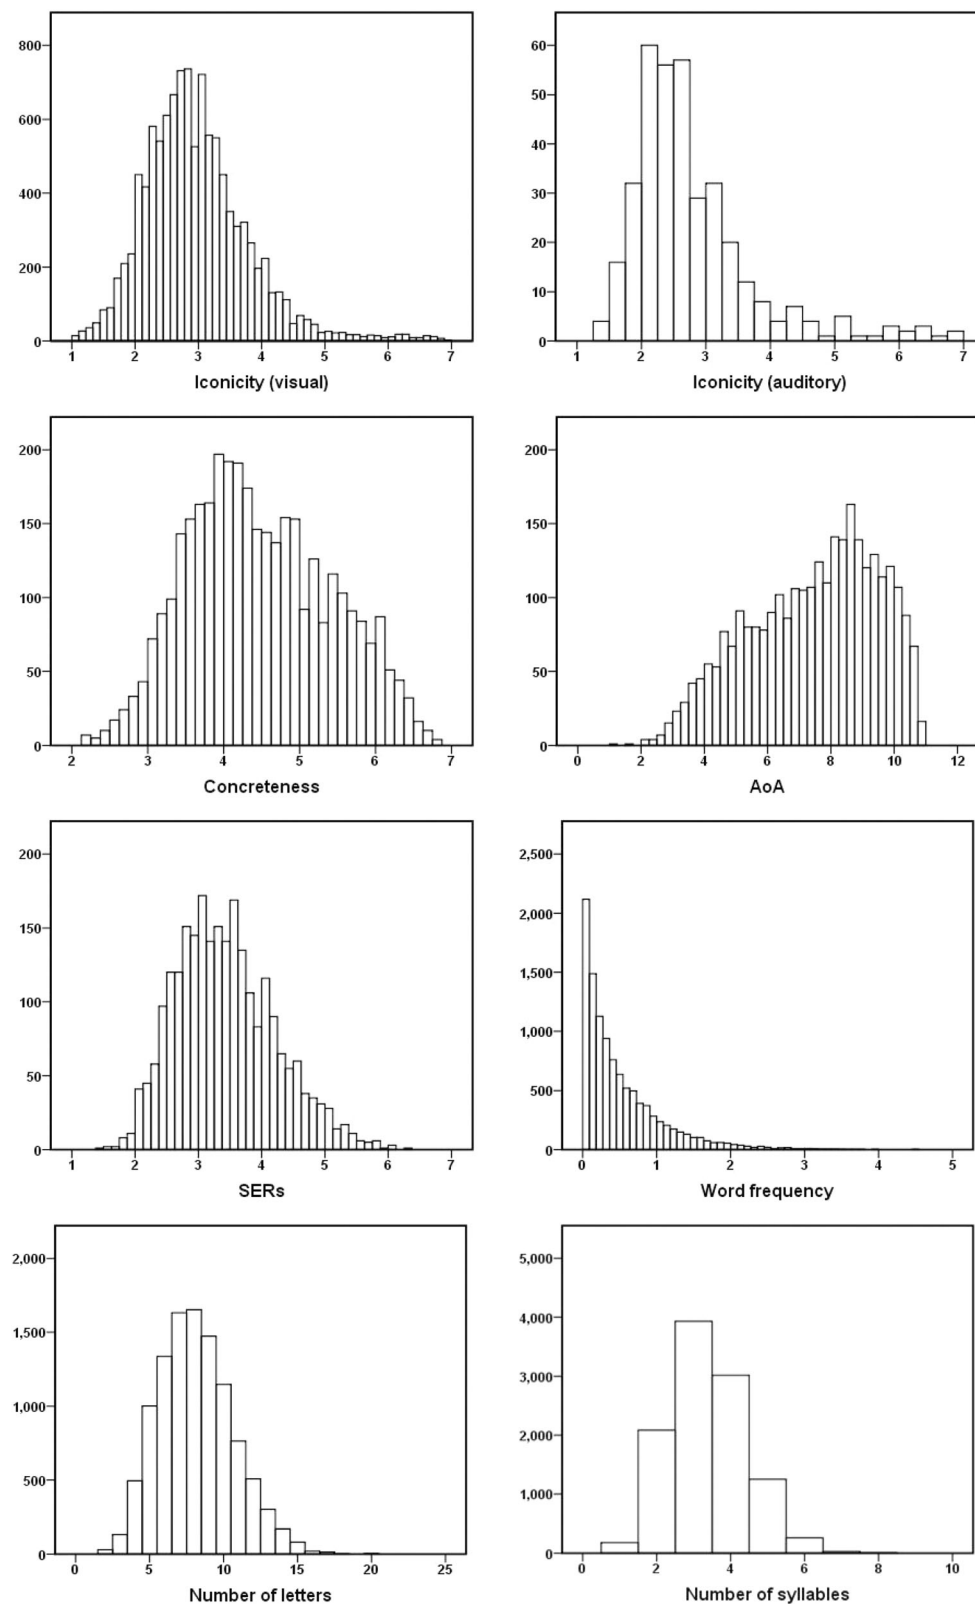 800
600
400
200
0
1 2 3 4 5 6 7
Iconicity (visual)
60
50
40
30
20
10
0
1 2 3 4 5 6 7
Iconicity (auditory)
200
150
100
50
0
2 3 4 5 6 7
Concreteness
200
150
100
50
0
0 2 4 6 8 10 12
AoA
200
150
100
50
0
1 2 3 4 5 6 7
SERs
2,500
2,000
1,500
1,000
500
0
0 1 2 3 4 5
Word frequency
2,000
1,500
1,000
500
0
0 5 10 15 20 25
Number of letters
5,000
4,000
3,000
2,000
1,000
0
0 2 4 6 8 10
Number of syllables